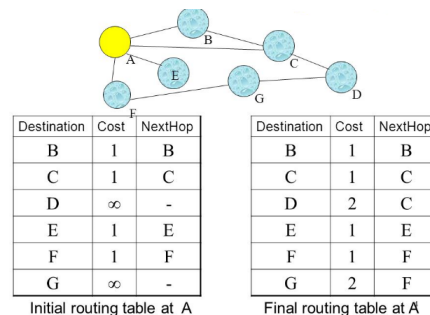 B
A
C
E
D
G
F
Destination Cost NextHop
B 1 B
C 1 C
D ∞ -
E 1 E
F 1 F
G ∞ -
Initial routing table at A
Destination Cost NextHop
B 1 B
C 1 C
D 2 C
E 1 E
F 1 F
G 2 F
Final routing table at A